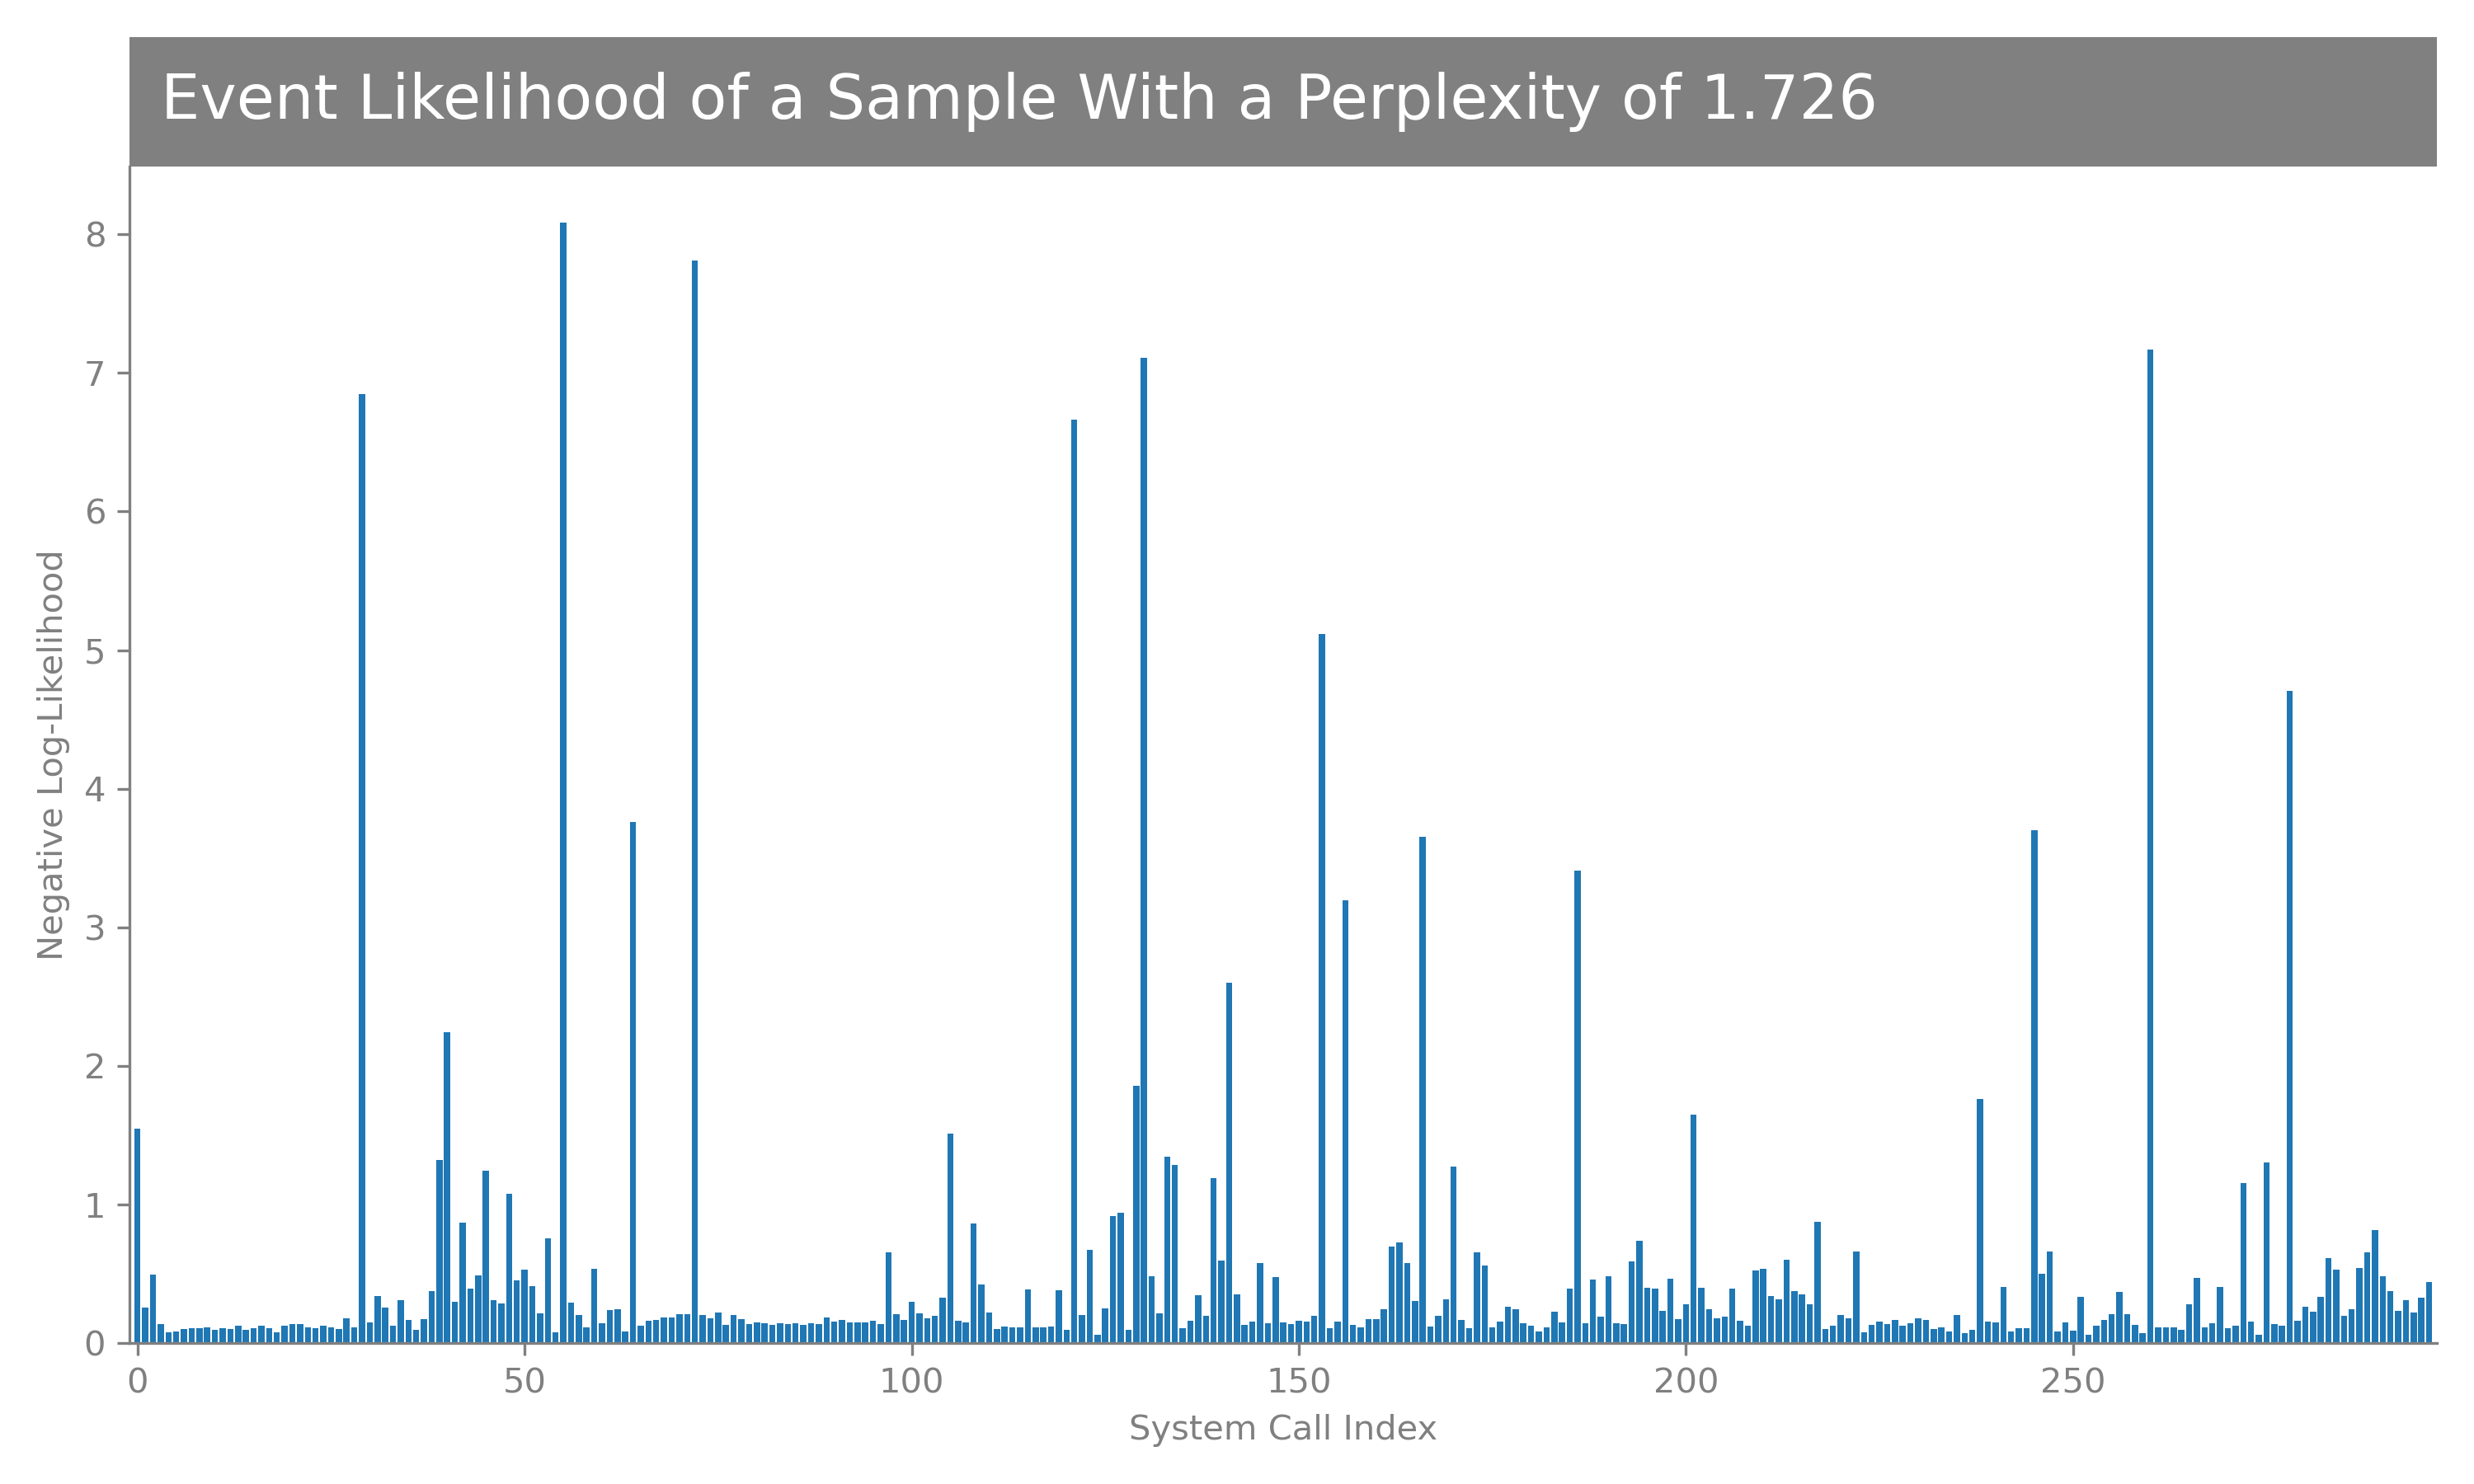 Event Likelihood of a Sample With a Perplexity of 1.726
8
7
6
5
4
3
2
1
0
Negative Log-Likelihood
0 50 100 150 200 250
System Call Index